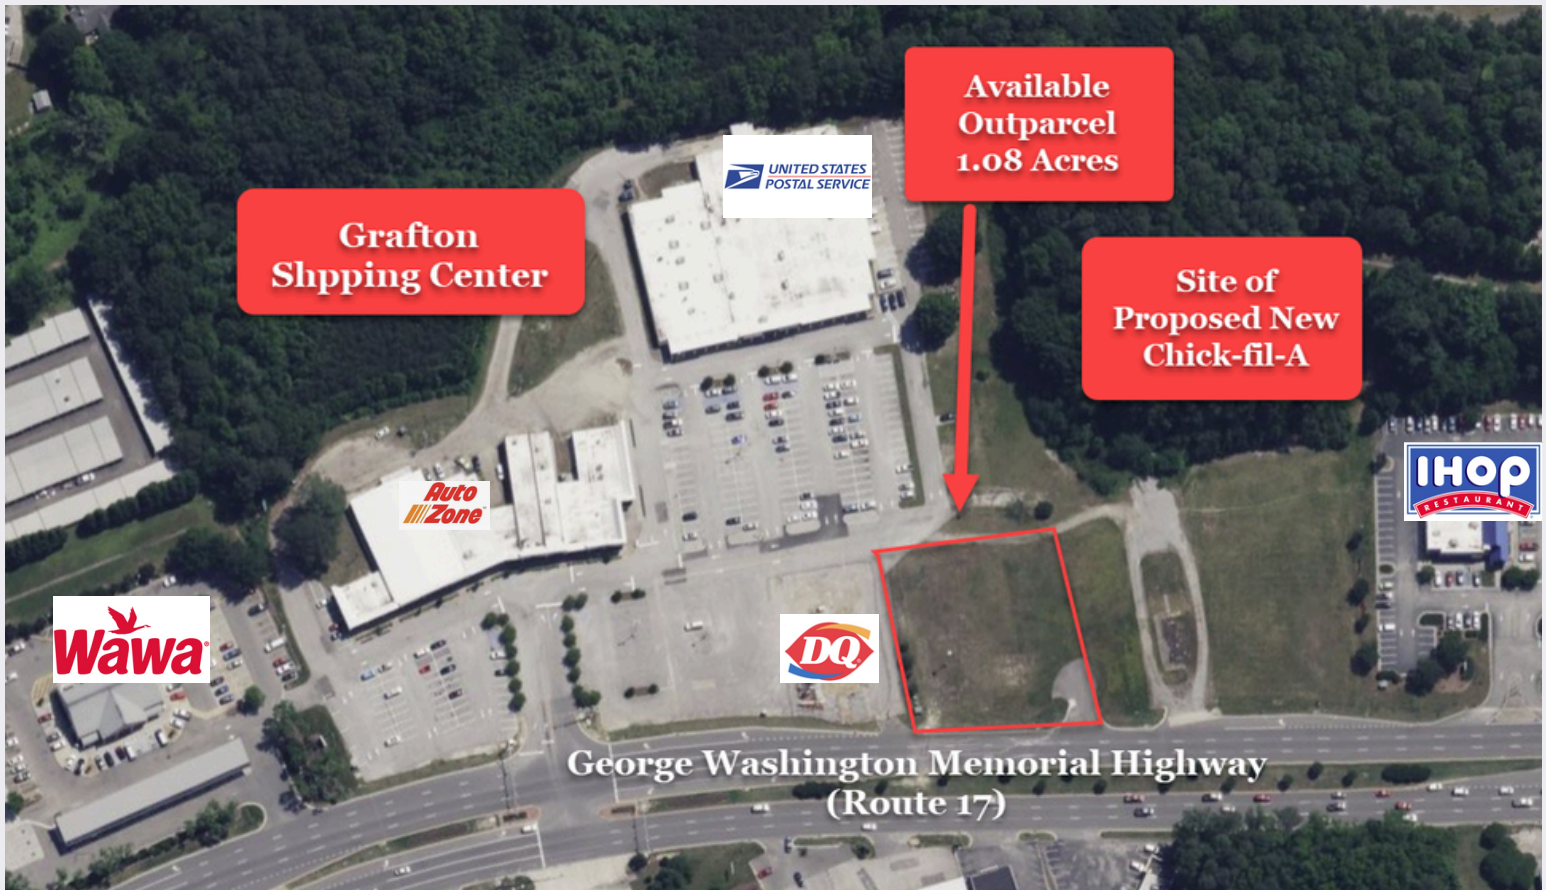 Available
Outparcel
1.08 Acres
UNITED STATES
POSTAL SERVICE
Grafton
Shpping Center
Site of
Proposed New
Chick-fil-A
IHOP
RESTAURANT
Auto
Zone
Wawa
DQ
George Washington Memorial Highway
(Route 17)